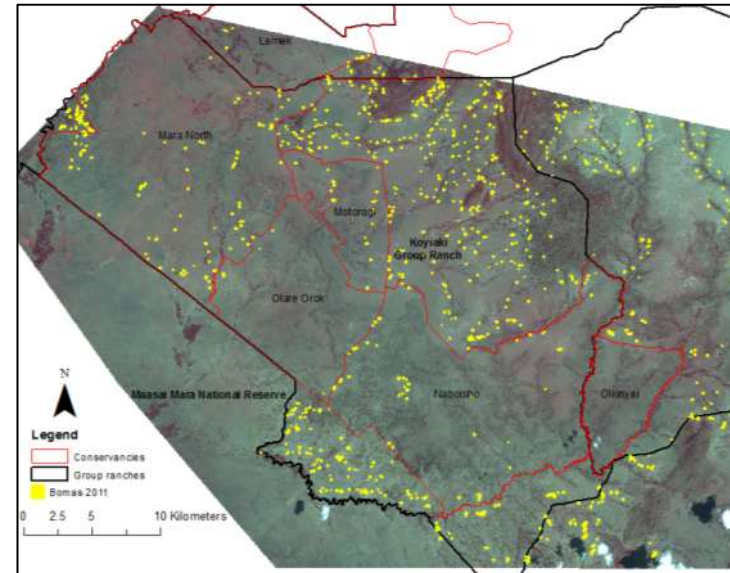 Lemek
Mara North
Motorogi
Koyiaki
Group Ranch
Olare Orok
Maasai Mara National Reserve
Naboisho
Olkinyei
N
Legend
Conservancies
Group ranches
Bomas 2011
0 2.5 5 10 Kilometers